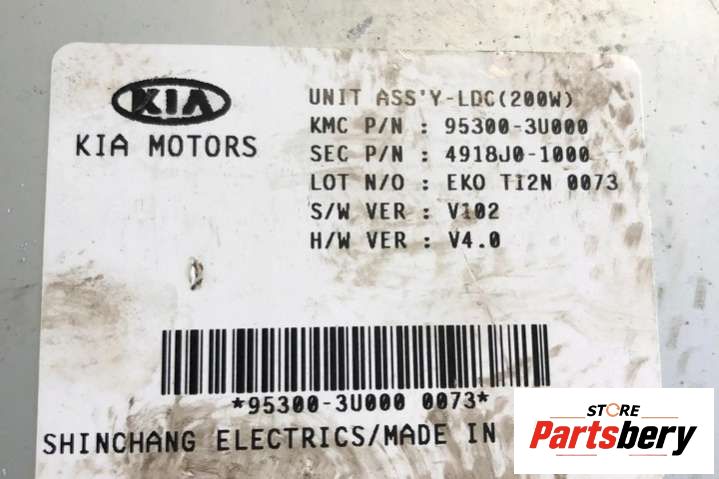 KIA
KIA MOTORS
UNIT ASS'Y-LDC(200W)
KMC P/N : 95300-3U000
SEC P/N : 4918J0-1000
LOT N/O : EKO TI2N 0073
S/W VER : V102
H/W VER : V4.0
*95300-3U000 0073*
SHINCHANG ELECTRICS/MADE IN
STORE
Partsbery